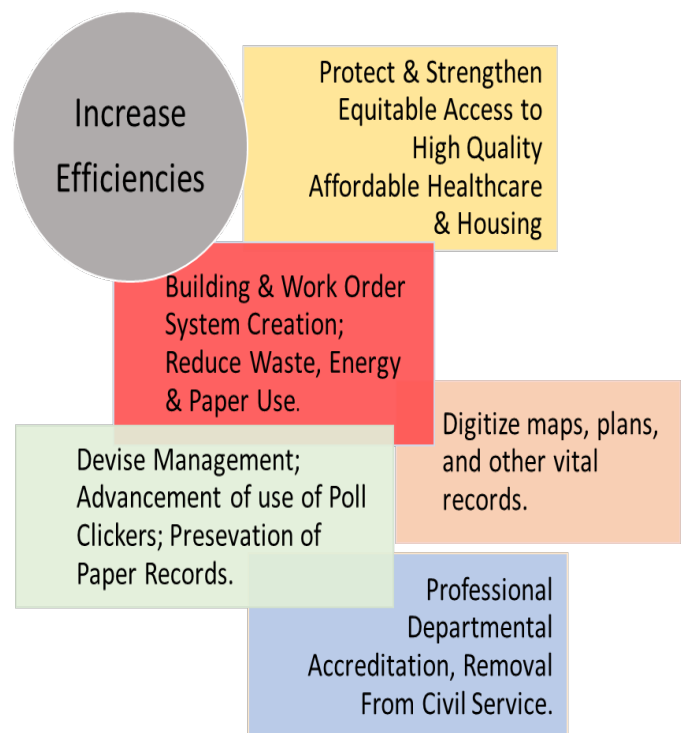 Increase
Efficiencies
Protect & Strengthen
Equitable Access to
High Quality
Affordable Healthcare
& Housing
Building & Work Order
System Creation;
Reduce Waste, Energy
& Paper Use.
Digitize maps, plans,
and other vital
records.
Devise Management;
Advancement of use of Poll
Clickers; Presevation of
Paper Records.
Professional
Departmental
Accreditation, Removal
From Civil Service.